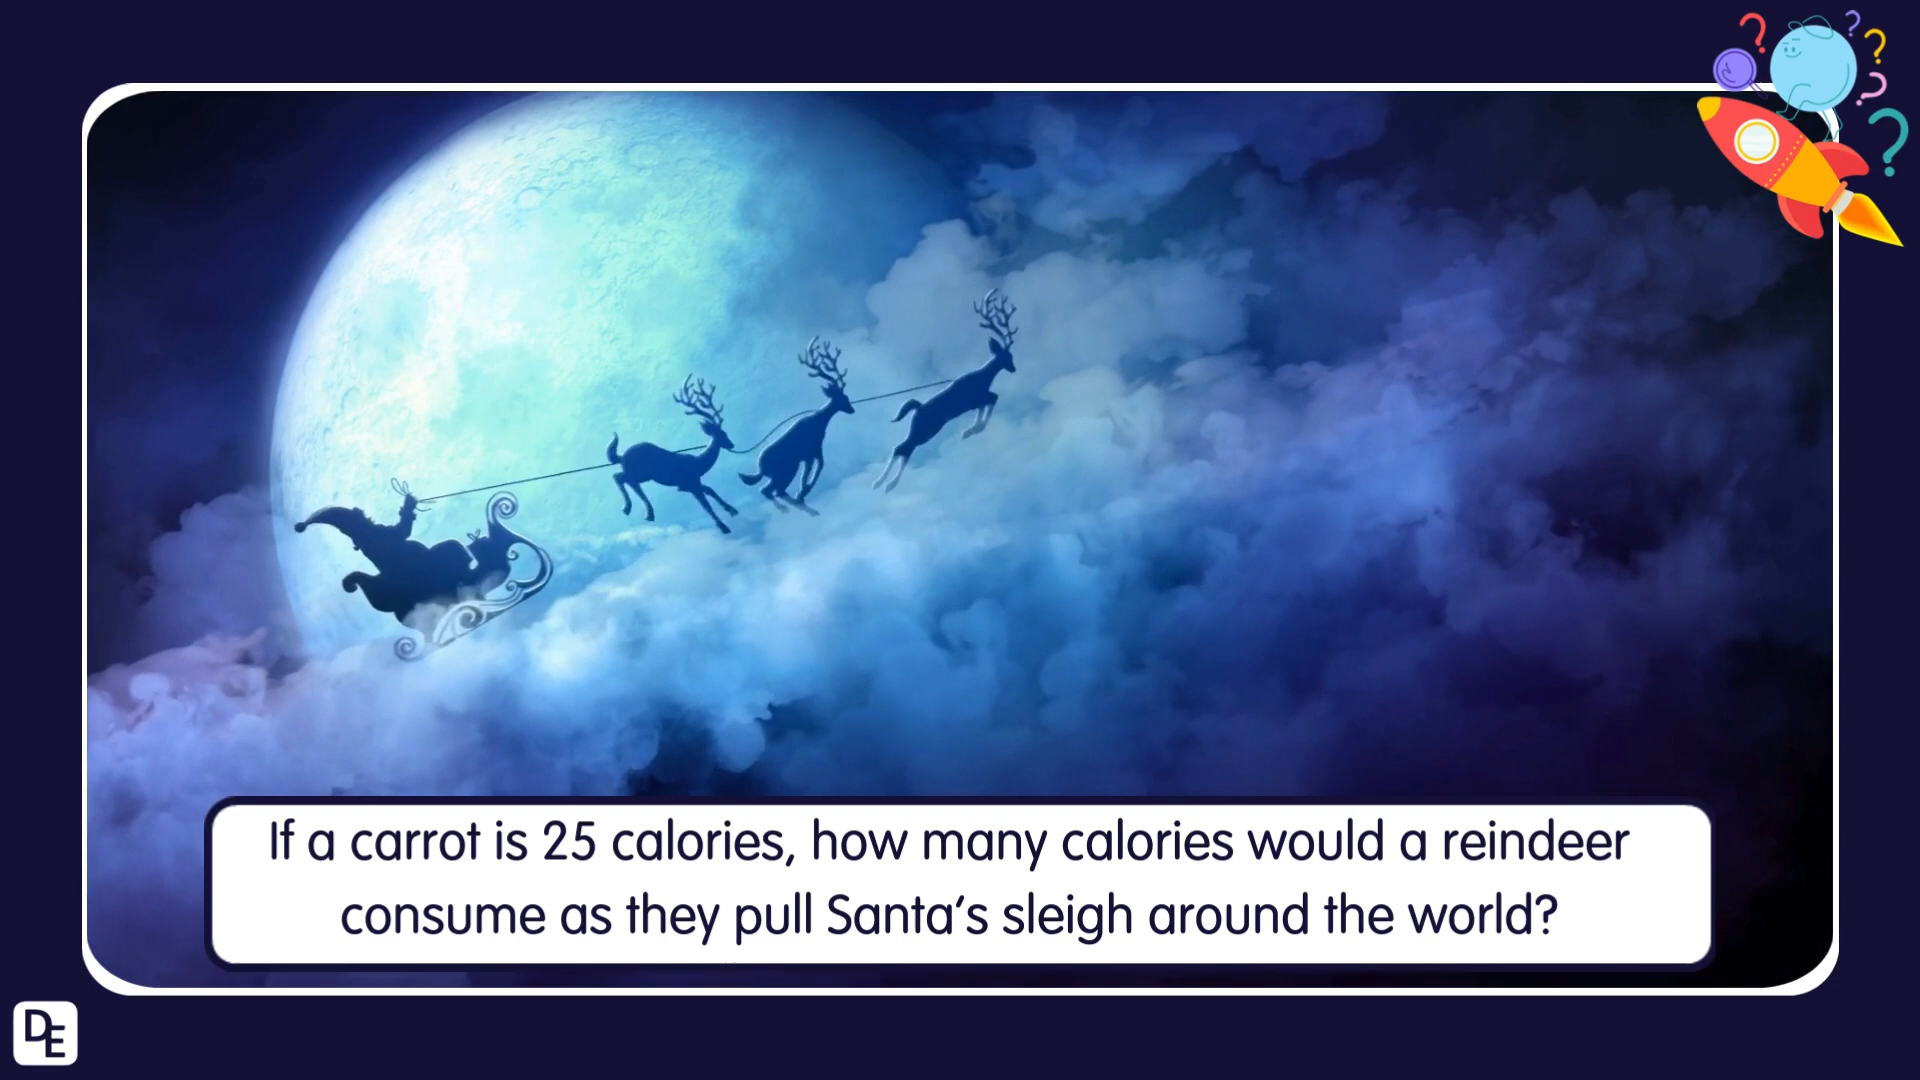 If a carrot is 25 calories, how many calories would a reindeer
consume as they pull Santa's sleigh around the world?
DE